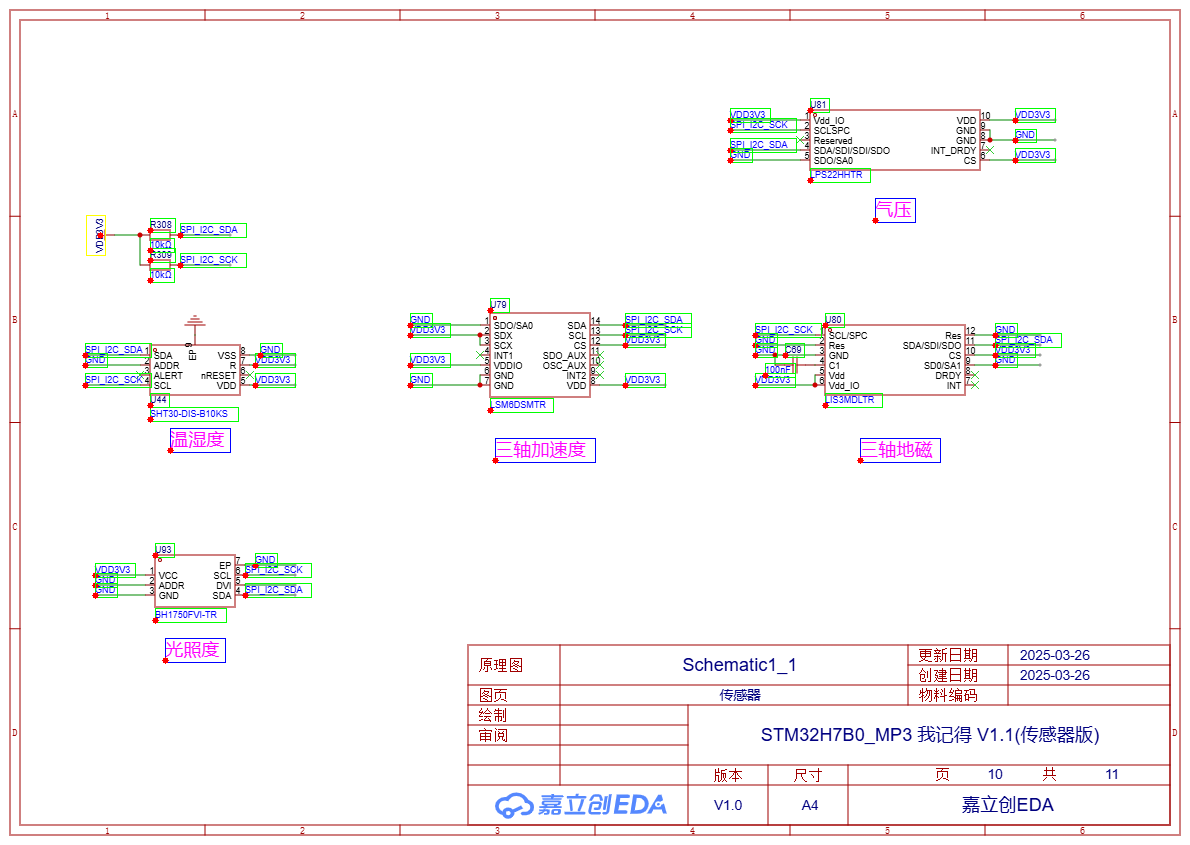 1 2 3 4 5 6
A
A
U81
VDD3V3 1 Vdd_IO VDD 10 VDD3V3
SPI_I2C_SCK 2 SCLSPC GND 9
3 Reserved GND 8 GND
SPI_I2C_SDA 4 SDA/SDI/SDI/SDO INT_DRDY 7
GND 5 SDO/SA0 CS 6 VDD3V3
LPS22HHTR
气压
VDD3V3
R308
SPI_I2C_SDA
10kΩ
R309
SPI_I2C_SCK
10kΩ
B
B
EP 9
SPI_I2C_SDA 1 SDA VSS 8 GND
GND 2 ADDR R 7 VDD3V3
3 ALERT nRESET 6
SPI_I2C_SCK 4 SCL VDD 5 VDD3V3
U44
SHT30-DIS-B10KS
温湿度
U79
GND 1 SDO/SA0 SDA 14 SPI_I2C_SDA
VDD3V3 2 SDX SCL 13 SPI_I2C_SCK
3 SCX CS 12 VDD3V3
4 INT1 SDO_AUX 11
VDD3V3 5 VDDIO OSC_AUX 10
6 GND INT2 9
GND 7 GND VDD 8 VDD3V3
LSM6DSMTR
三轴加速度
U80
SPI_I2C_SCK 1 SCL/SPC Res 12 GND
GND 2 Res SDA/SDI/SDO 11 SPI_I2C_SDA
GND C69 3 GND CS 10 VDD3V3
100nF 4 C1 SD0/SA1 9 GND
5 Vdd DRDY 8
VDD3V3 6 Vdd_IO INT 7
LIS3MDLTR
三轴地磁
C
C
U93
EP 7 GND
VDD3V3 1 VCC SCL 6 SPI_I2C_SCK
GND 2 ADDR DVI 5
GND 3 GND SDA 4 SPI_I2C_SDA
BH1750FVI-TR
光照度
D
D
原理图 Schematic1_1 更新日期 2025-03-26
创建日期 2025-03-26
图页 传感器 物料编码
绘制
审阅 STM32H7B0_MP3 我记得 V1.1(传感器版)
版本 尺寸 页 10 共 11
嘉立创EDA V1.0 A4 嘉立创EDA
1 2 3 4 5 6